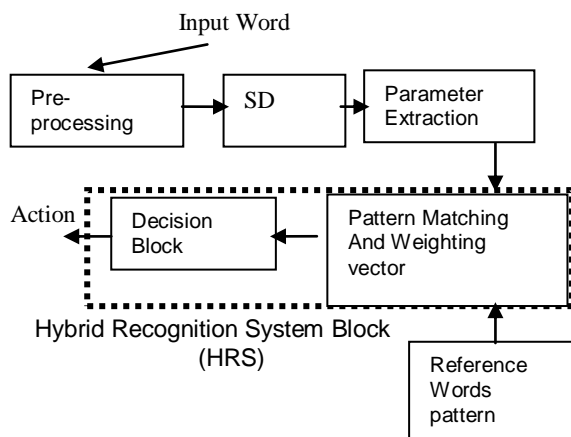 Input Word
Pre-
processing
SD
Parameter
Extraction
Action
Decision
Block
Pattern Matching
And Weighting
vector
Hybrid Recognition System Block
(HRS)
Reference
Words
pattern